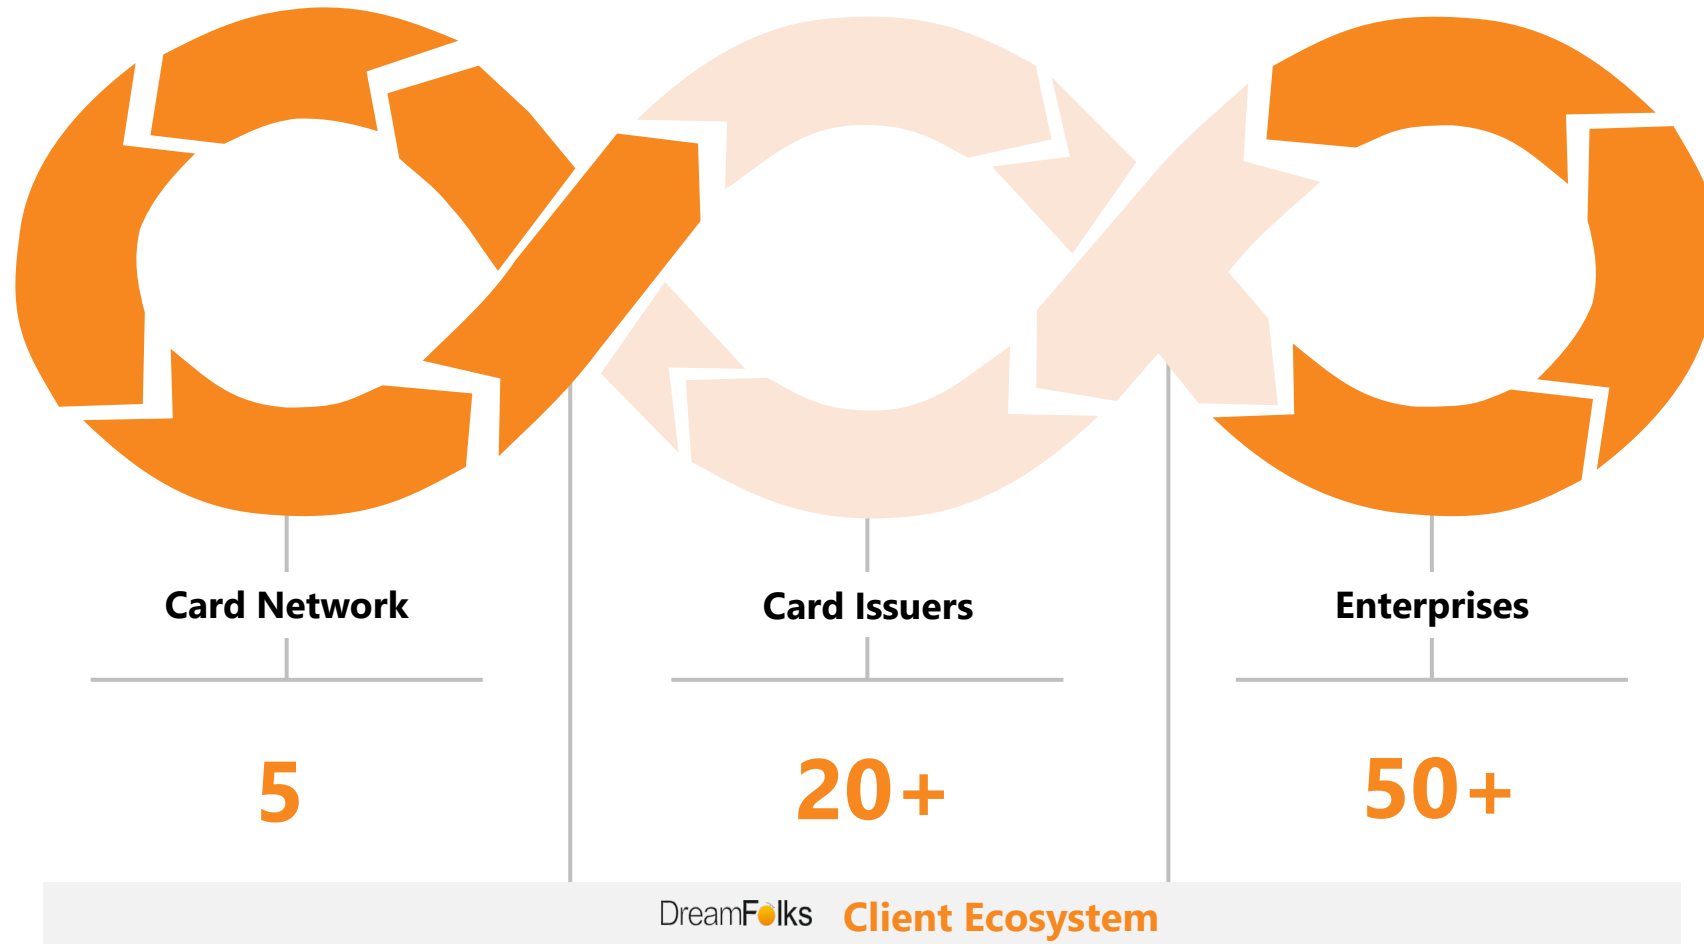 Card Network
Card Issuers
Enterprises
5
20+
50+
DreamFolks Client Ecosystem